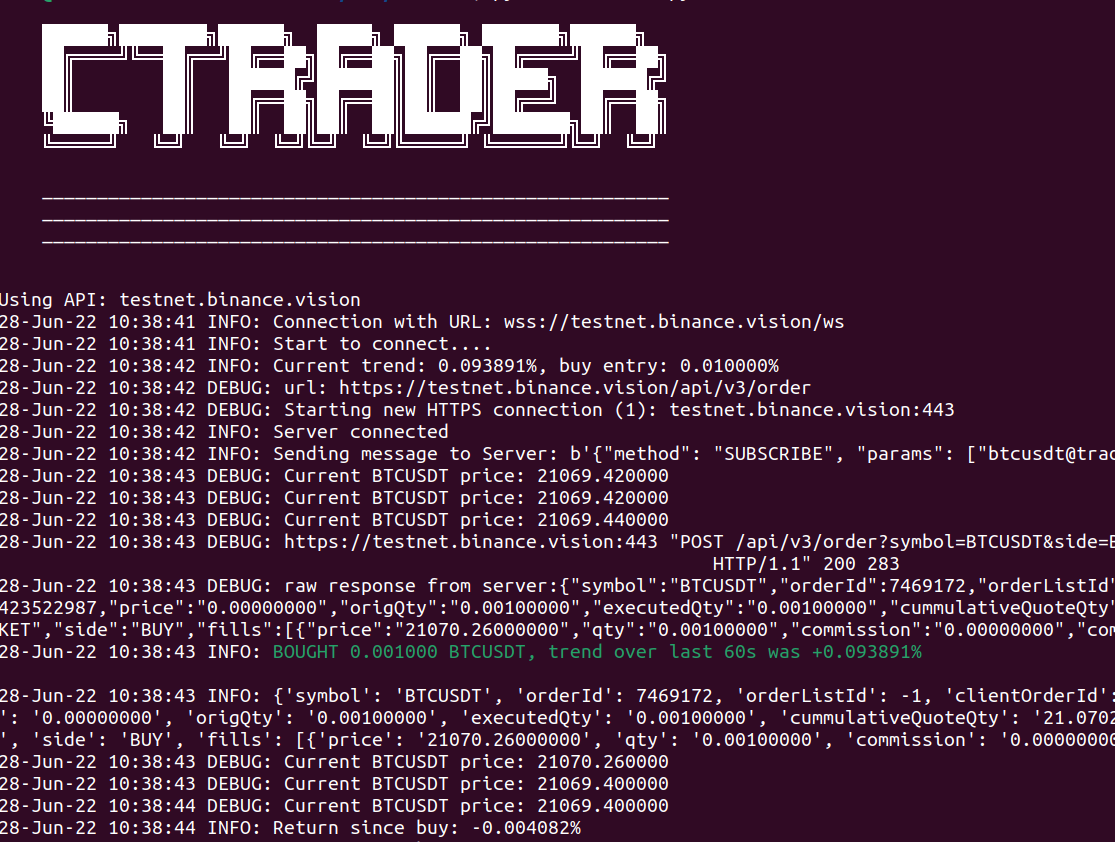 CTRADER
Using API: testnet.binance.vision
28-Jun-22 10:38:41 INFO: Connection with URL: wss://testnet.binance.vision/ws
28-Jun-22 10:38:41 INFO: Start to connect....
28-Jun-22 10:38:42 INFO: Current trend: 0.093891%, buy entry: 0.010000%
28-Jun-22 10:38:42 DEBUG: url: https://testnet.binance.vision/api/v3/order
28-Jun-22 10:38:42 DEBUG: Starting new HTTPS connection (1): testnet.binance.vision:443
28-Jun-22 10:38:42 INFO: Server connected
28-Jun-22 10:38:42 INFO: Sending message to Server: b'{"method": "SUBSCRIBE", "params": ["btcusdt@trad
28-Jun-22 10:38:43 DEBUG: Current BTCUSDT price: 21069.420000
28-Jun-22 10:38:43 DEBUG: Current BTCUSDT price: 21069.420000
28-Jun-22 10:38:43 DEBUG: Current BTCUSDT price: 21069.440000
28-Jun-22 10:38:43 DEBUG: https://testnet.binance.vision:443 "POST /api/v3/order?symbol=BTCUSDT&side=B
HTTP/1.1" 200 283
28-Jun-22 10:38:43 DEBUG: raw response from server:{"symbol":"BTCUSDT","orderId":7469172,"orderListId"
423522987,"price":"0.00000000","origQty":"0.00100000","executedQty":"0.00100000","cummulativeQuoteQty"
KET","side":"BUY","fills":[{"price":"21070.26000000","qty":"0.00100000","commission":"0.00000000","com
28-Jun-22 10:38:43 INFO: BOUGHT 0.001000 BTCUSDT, trend over last 60s was +0.093891%
28-Jun-22 10:38:43 INFO: {'symbol': 'BTCUSDT', 'orderId': 7469172, 'orderListId': -1, 'clientOrderId':
': '0.00000000', 'origQty': '0.00100000', 'executedQty': '0.00100000', 'cummulativeQuoteQty': '21.0702
', 'side': 'BUY', 'fills': [{'price': '21070.26000000', 'qty': '0.00100000', 'commission': '0.00000000
28-Jun-22 10:38:43 DEBUG: Current BTCUSDT price: 21070.260000
28-Jun-22 10:38:43 DEBUG: Current BTCUSDT price: 21069.400000
28-Jun-22 10:38:44 DEBUG: Current BTCUSDT price: 21069.400000
28-Jun-22 10:38:44 INFO: Return since buy: -0.004082%